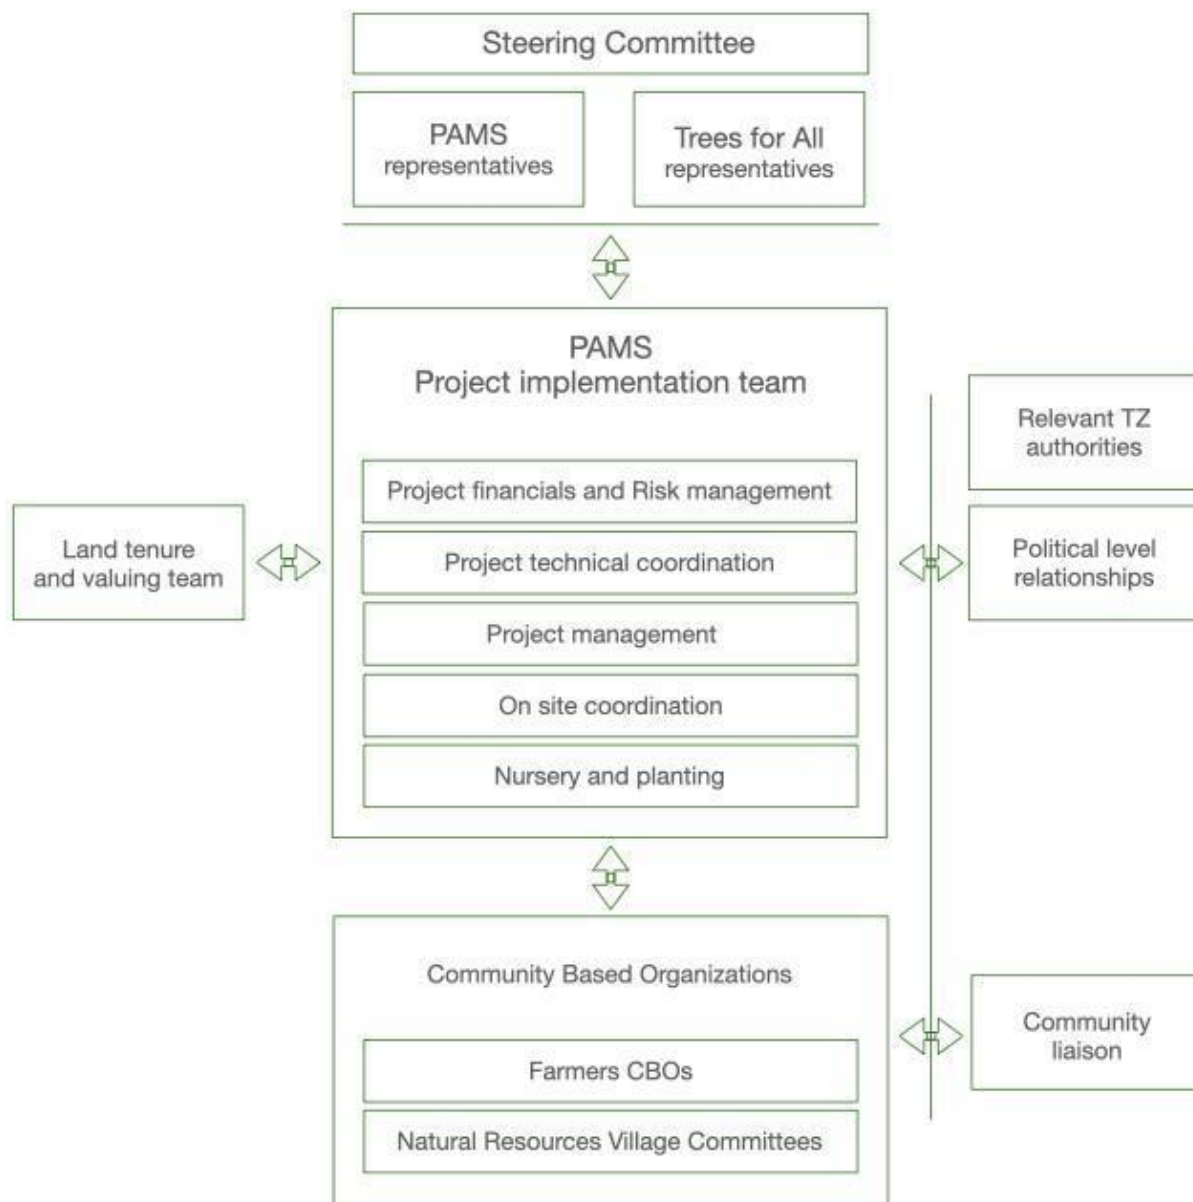 Steering Committee
PAMS
representatives
Trees for All
representatives
PAMS
Project implementation team
Project financials and Risk management
Project technical coordination
Project management
On site coordination
Nursery and planting
Land tenure
and valuing team
Relevant TZ
authorities
Political level
relationships
Community Based Organizations
Farmers CBOs
Natural Resources Village Committees
Community
liaison